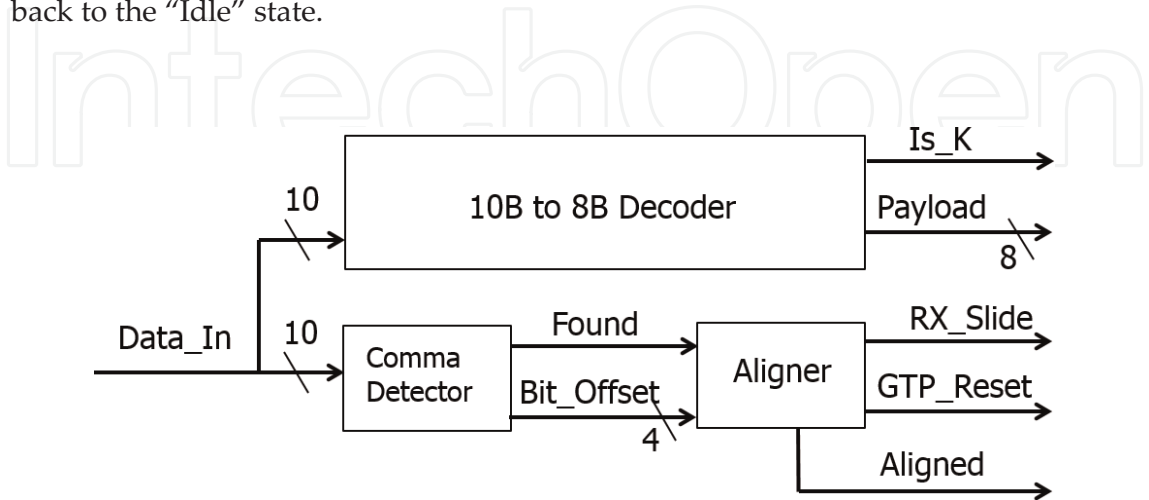 back to the “Idle” state.
IntechOpen
Is_K
10
10B to 8B Decoder
Payload
8
Data_In
10
Found
RX_Slide
Comma
Detector
Aligner
Bit_Offset
GTP_Reset
4
Aligned